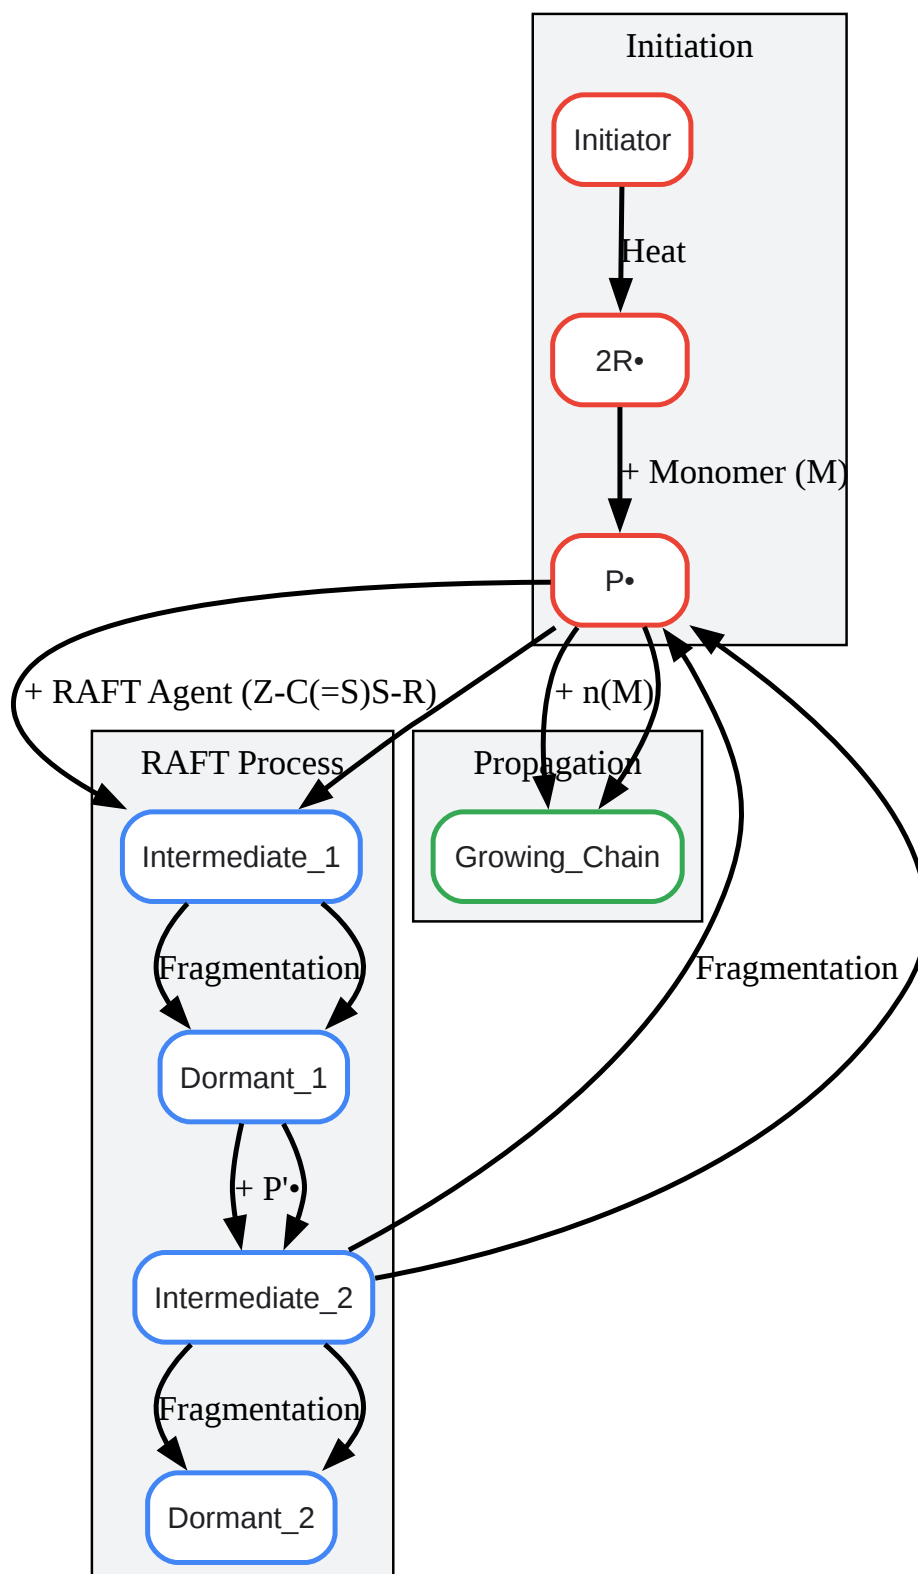 Initiation
Initiator
Heat
2R•
+ Monomer (M)
P•
+ RAFT Agent (Z-C(=S)S-R)
+ n(M)
RAFT Process
Propagation
Intermediate_1
Growing_Chain
Fragmentation
Fragmentation
Dormant_1
+ P'•
Intermediate_2
Fragmentation
Dormant_2